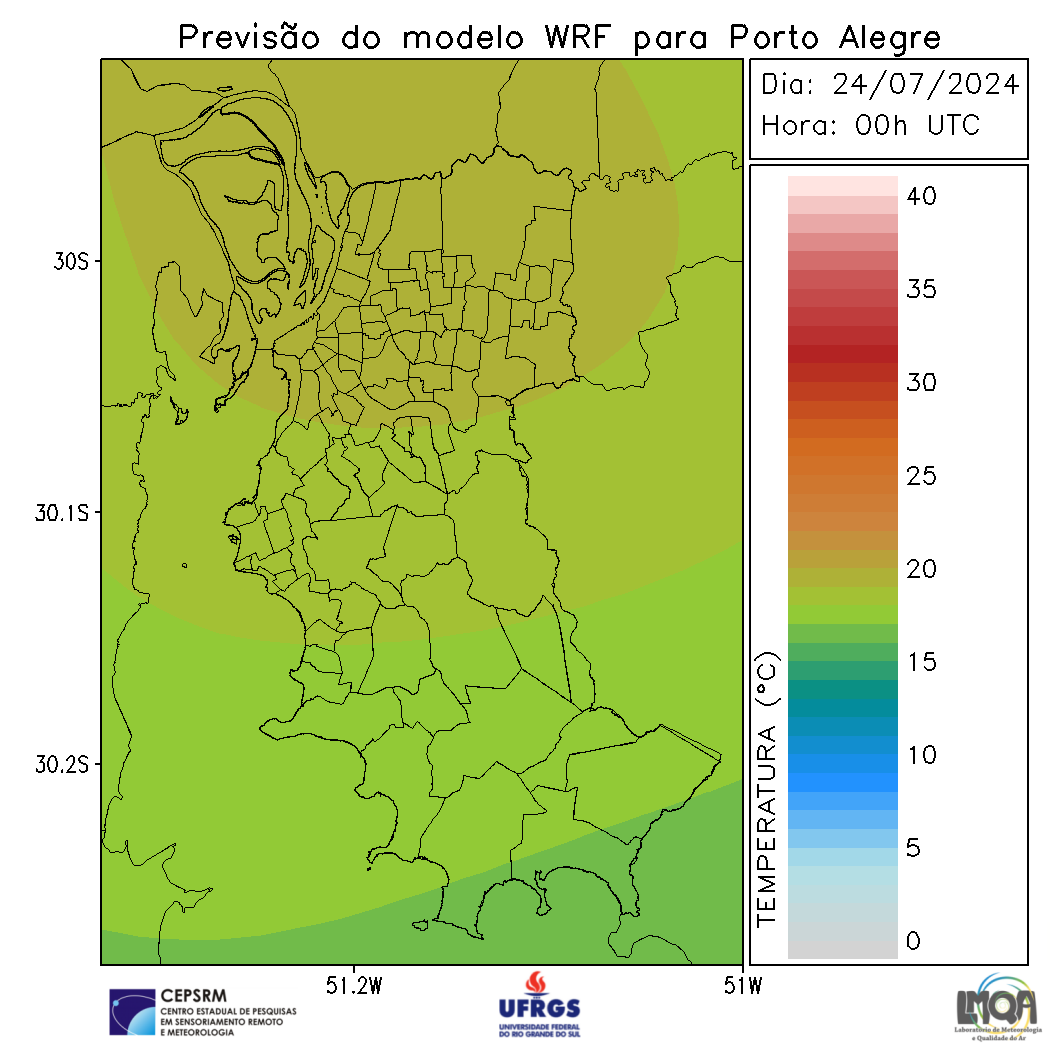 Previsão do modelo WRF para Porto Alegre
Dia: 24/07/2024
Hora: 00h UTC
40
35
30
25
20
15
10
5
0
TEMPERATURA (°C)
30S
30.1S
30.2S
51.2W
51W
CEPSRM
CENTRO ESTADUAL DE PESQUISAS
EM SENSORIAMENTO REMOTO
E METEOROLOGIA
UFRGS
UNIVERSIDADE FEDERAL
DO RIO GRANDE DO SUL
LMQA
Laboratório de Meteorologia
e Qualidade do Ar